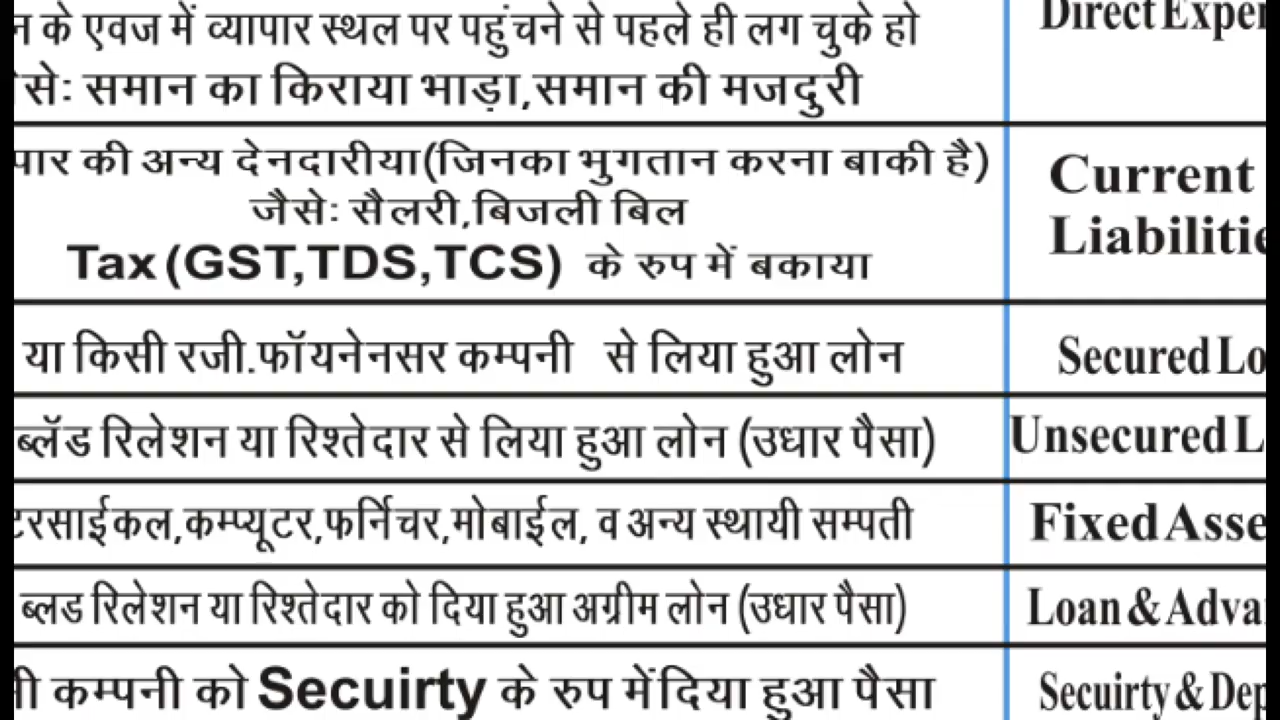 के एवज में व्यापार स्थल पर पहुंचने से पहले ही लग चुके हो
सेः समान का किराया भाड़ा,समान की मजदुरी
Direct Exper
पार की अन्य देनदारीया(जिनका भुगतान करना बाकी है)
जैसेः सैलरी,बिजली बिल
Tax (GST,TDS,TCS) के रुप में बकाया
Current
Liabilitie
या किसी रजी.फॉयनेनसर कम्पनी से लिया हुआ लोन
Secured Lo
ब्लॅड रिलेशन या रिश्तेदार से लिया हुआ लोन (उधार पैसा)
Unsecured L
टरसाईकल,कम्प्यूटर,फर्निचर,मोबाईल, व अन्य स्थायी सम्पती
Fixed Asse
ब्लड रिलेशन या रिश्तेदार को दिया हुआ अग्रीम लोन (उधार पैसा)
Loan & Adva
कम्पनी को Secuirty के रुप में दिया हुआ पैसा
Secuirty & Dep